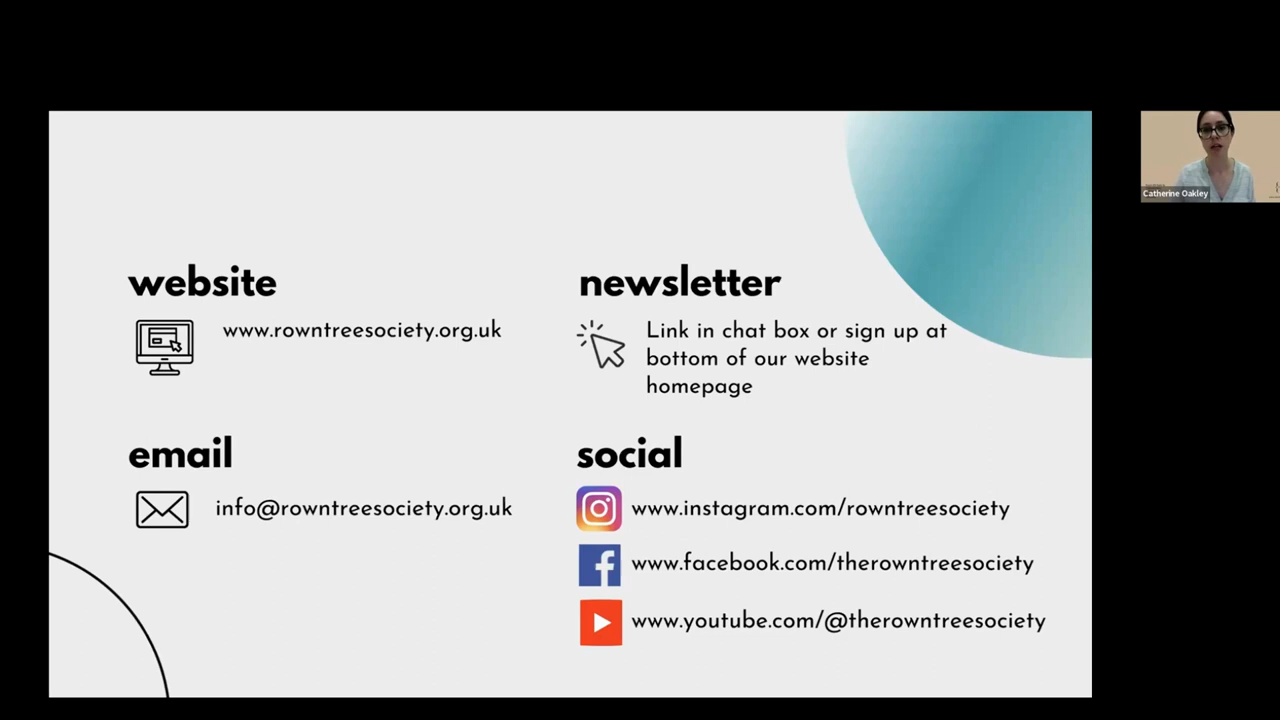 website
www.rowntreesociety.org.uk
newsletter
Link in chat box or sign up at
bottom of our website
homepage
email
info@rowntreesociety.org.uk
social
www.instagram.com/rowntreesociety
www.facebook.com/therowntreesociety
www.youtube.com/@therowntreesociety
Catherine Oakley